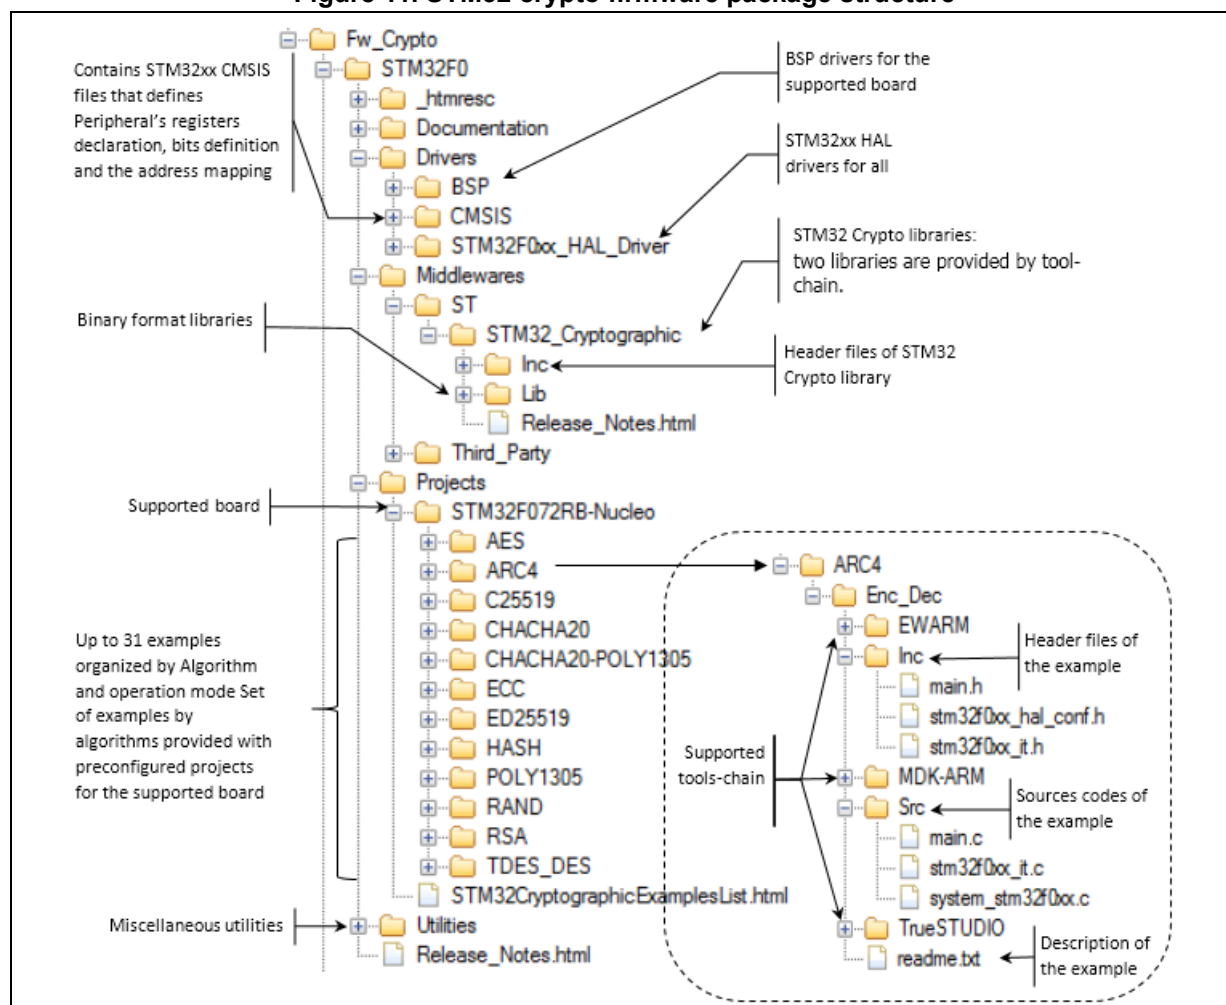 Fw_Crypto
STM32F0
_htmresc
Documentation
Drivers
BSP
CMSIS
STM32F0xx_HAL_Driver
Middlewares
ST
STM32_Cryptographic
Inc
Lib
Release_Notes.html
Third_Party
Projects
STM32F072RB-Nucleo
AES
ARC4
C25519
CHACHA20
CHACHA20-POLY1305
ECC
ED25519
HASH
POLY1305
RAND
RSA
TDES_DES
STM32CryptographicExamplesList.html
Utilities
Release_Notes.html
Contains STM32xx CMSIS
files that defines
Peripheral's registers
declaration, bits definition
and the address mapping
Binary format libraries
Supported board
Up to 31 examples
organized by Algorithm
and operation mode Set
of examples by
algorithms provided with
preconfigured projects
for the supported board
Miscellaneous utilities
BSP drivers for the
supported board
STM32xx HAL
drivers for all
STM32 Crypto libraries:
two libraries are provided by tool-
chain.
Header files of STM32
Crypto library
ARC4
Enc_Dec
EWARM
Inc
main.h
stm32f0xx_hal_conf.h
stm32f0xx_it.h
MDK-ARM
Src
main.c
stm32f0xx_it.c
system_stm32f0xx.c
TrueSTUDIO
readme.txt
Header files of
the example
Supported
tools-chain
Sources codes of
the example
Description of
the example